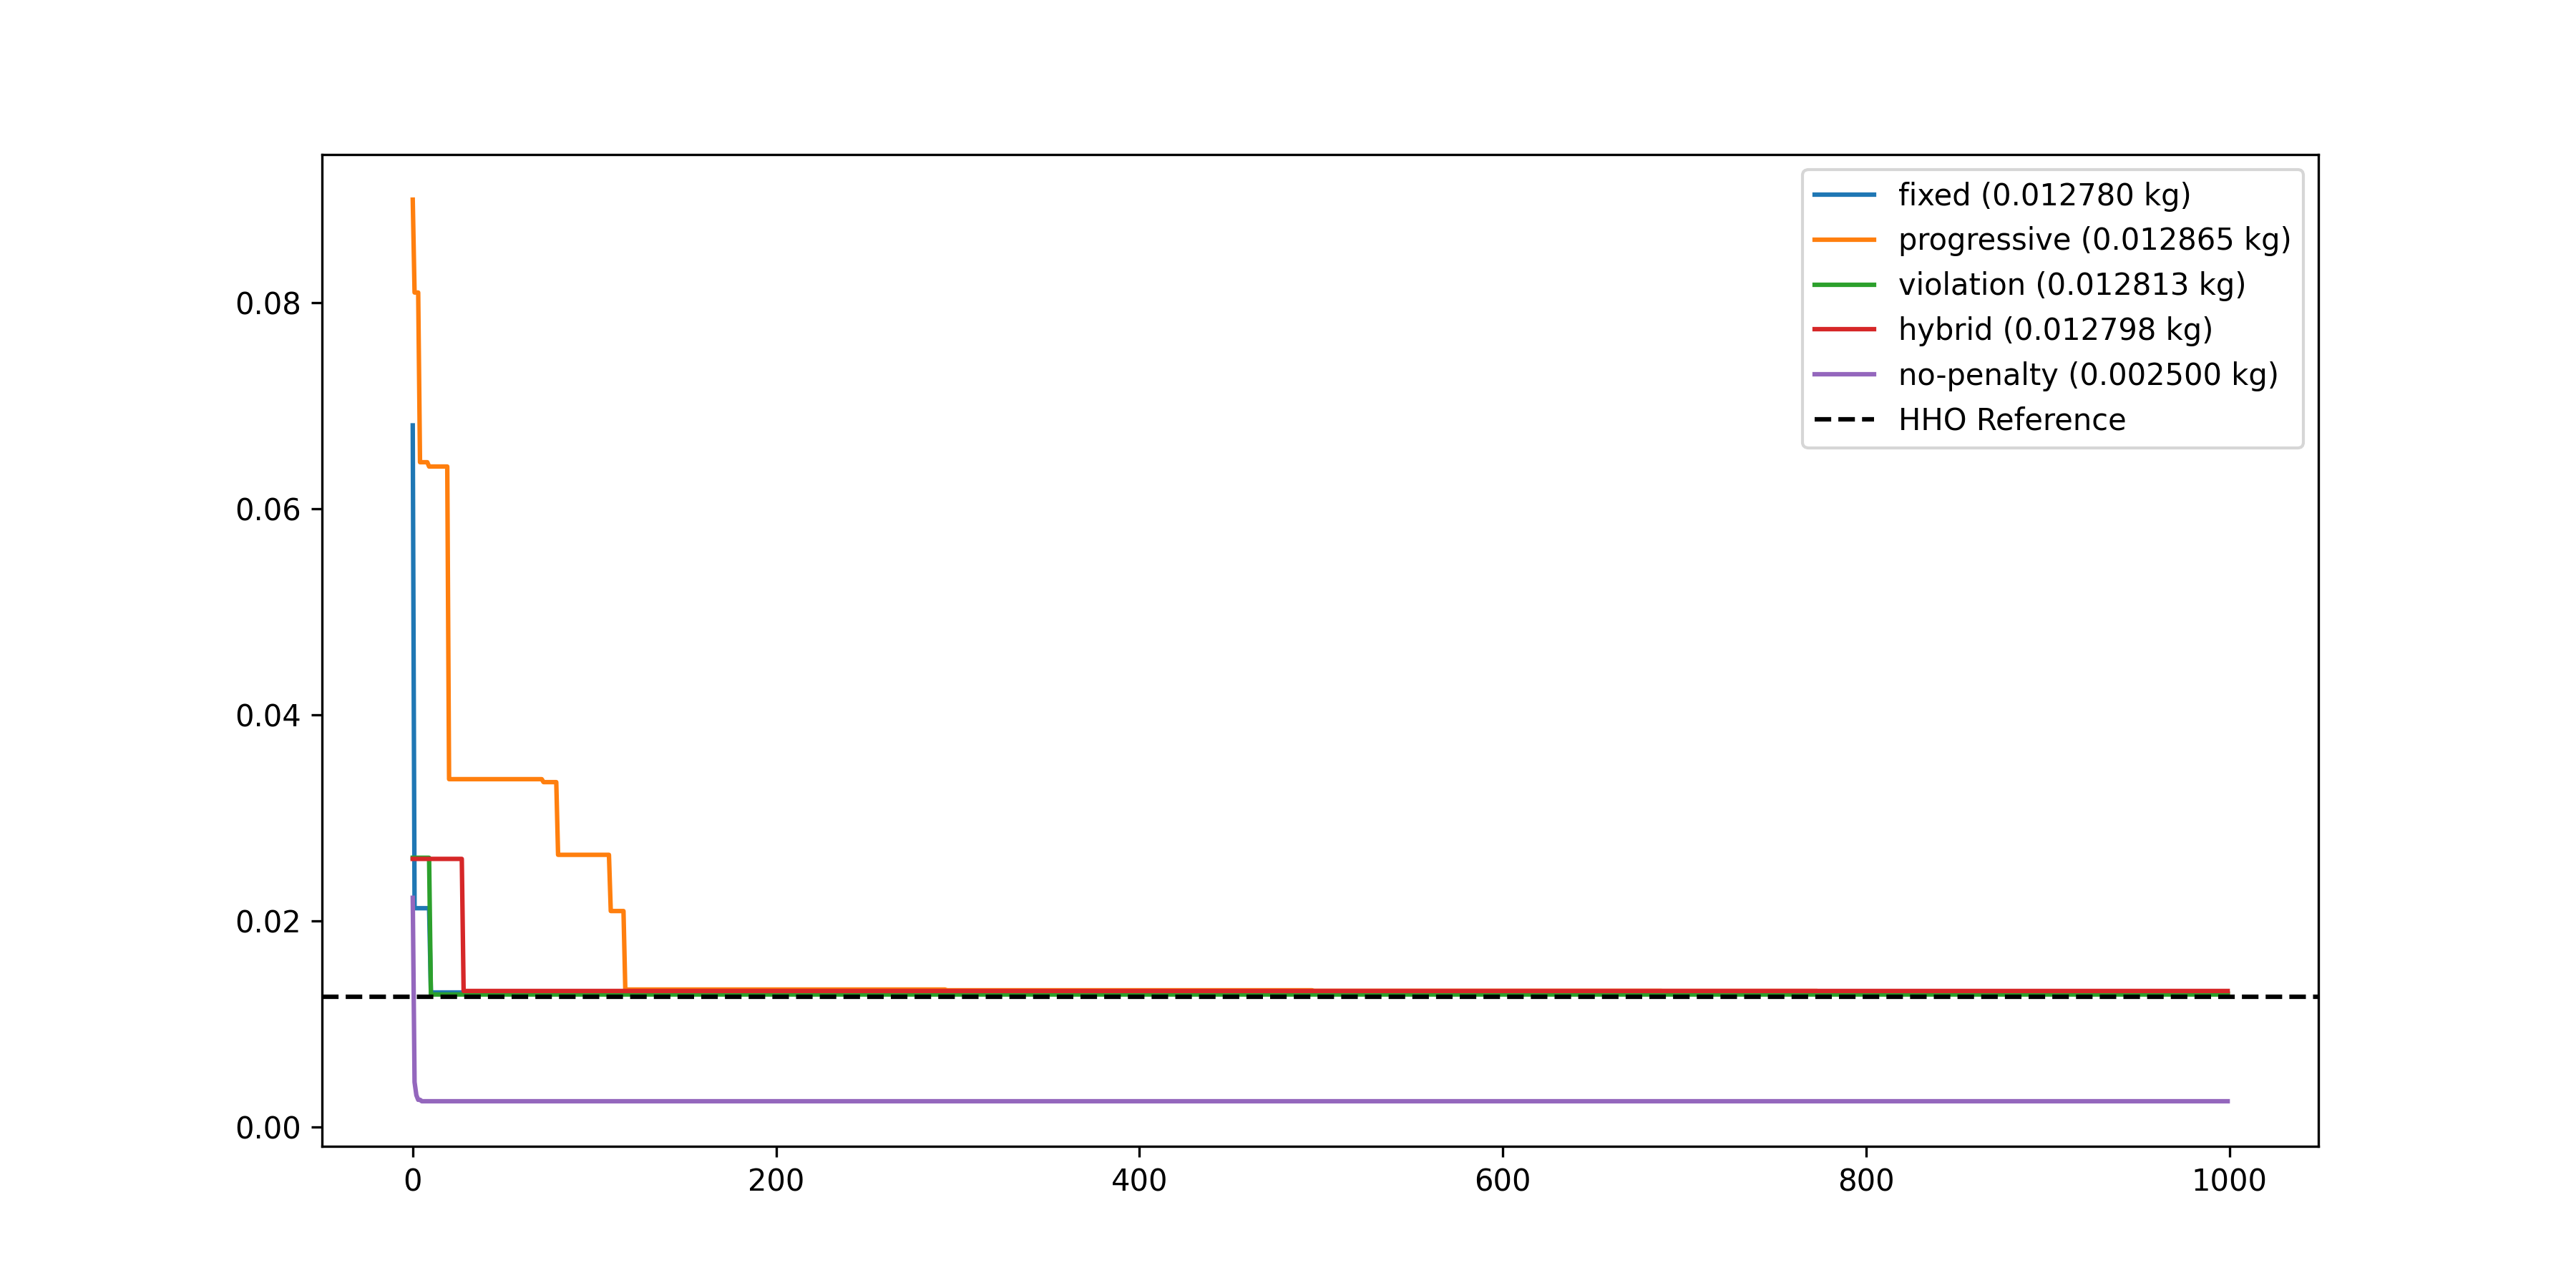 fixed (0.012780 kg)
progressive (0.012865 kg)
violation (0.012813 kg)
hybrid (0.012798 kg)
no-penalty (0.002500 kg)
HHO Reference
0.08
0.06
0.04
0.02
0.00
0 200 400 600 800 1000